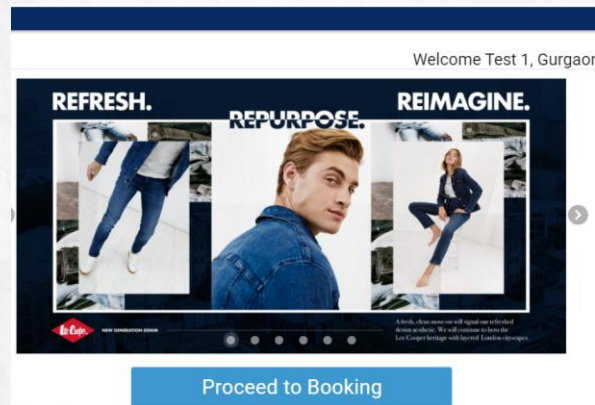 Welcome Test 1, Gurgaon
REFRESH.
REPURPOSE.
REIMAGINE.
Lee Cooper
NEW GENERATION DENIM
A fresh, clean move-on will signal our refreshed
denim aesthetic. We will continue to hero the
Lee Cooper heritage with layered London cityscapes.
Proceed to Booking